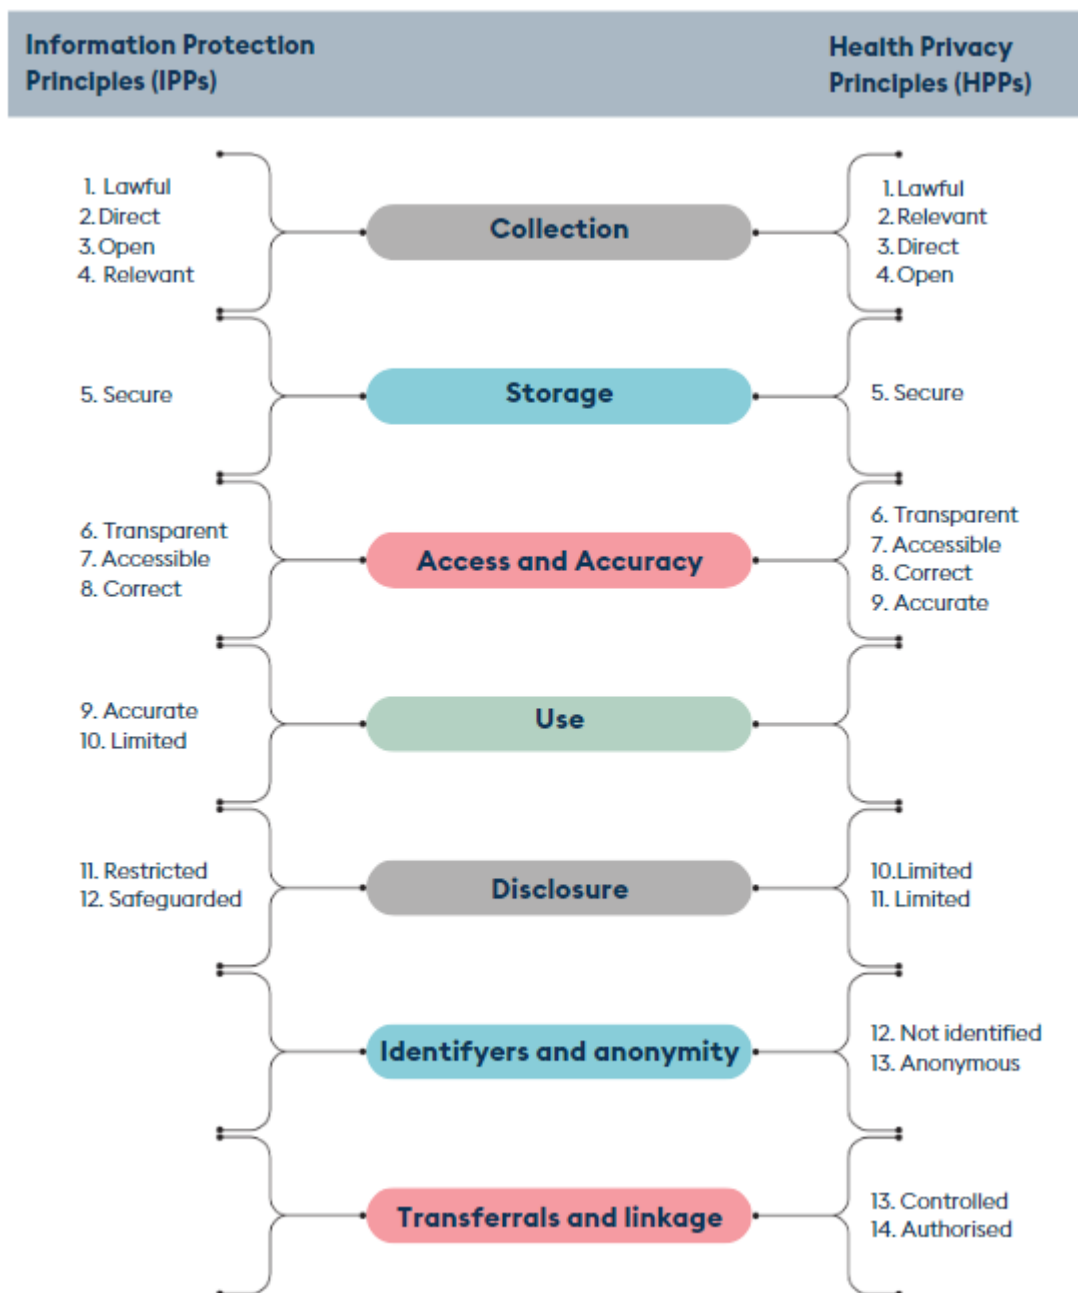 Information Protection
Principles (IPPs)
Health Privacy
Principles (HPPs)
1. Lawful
2. Direct
3. Open
4. Relevant
Collection
1. Lawful
2. Relevant
3. Direct
4. Open
5. Secure
Storage
5. Secure
6. Transparent
7. Accessible
8. Correct
Access and Accuracy
6. Transparent
7. Accessible
8. Correct
9. Accurate
9. Accurate
10. Limited
Use
11. Restricted
12. Safeguarded
Disclosure
10.Limited
11. Limited
Identifyers and anonymity
12. Not identified
13. Anonymous
Transferrals and linkage
13. Controlled
14. Authorised